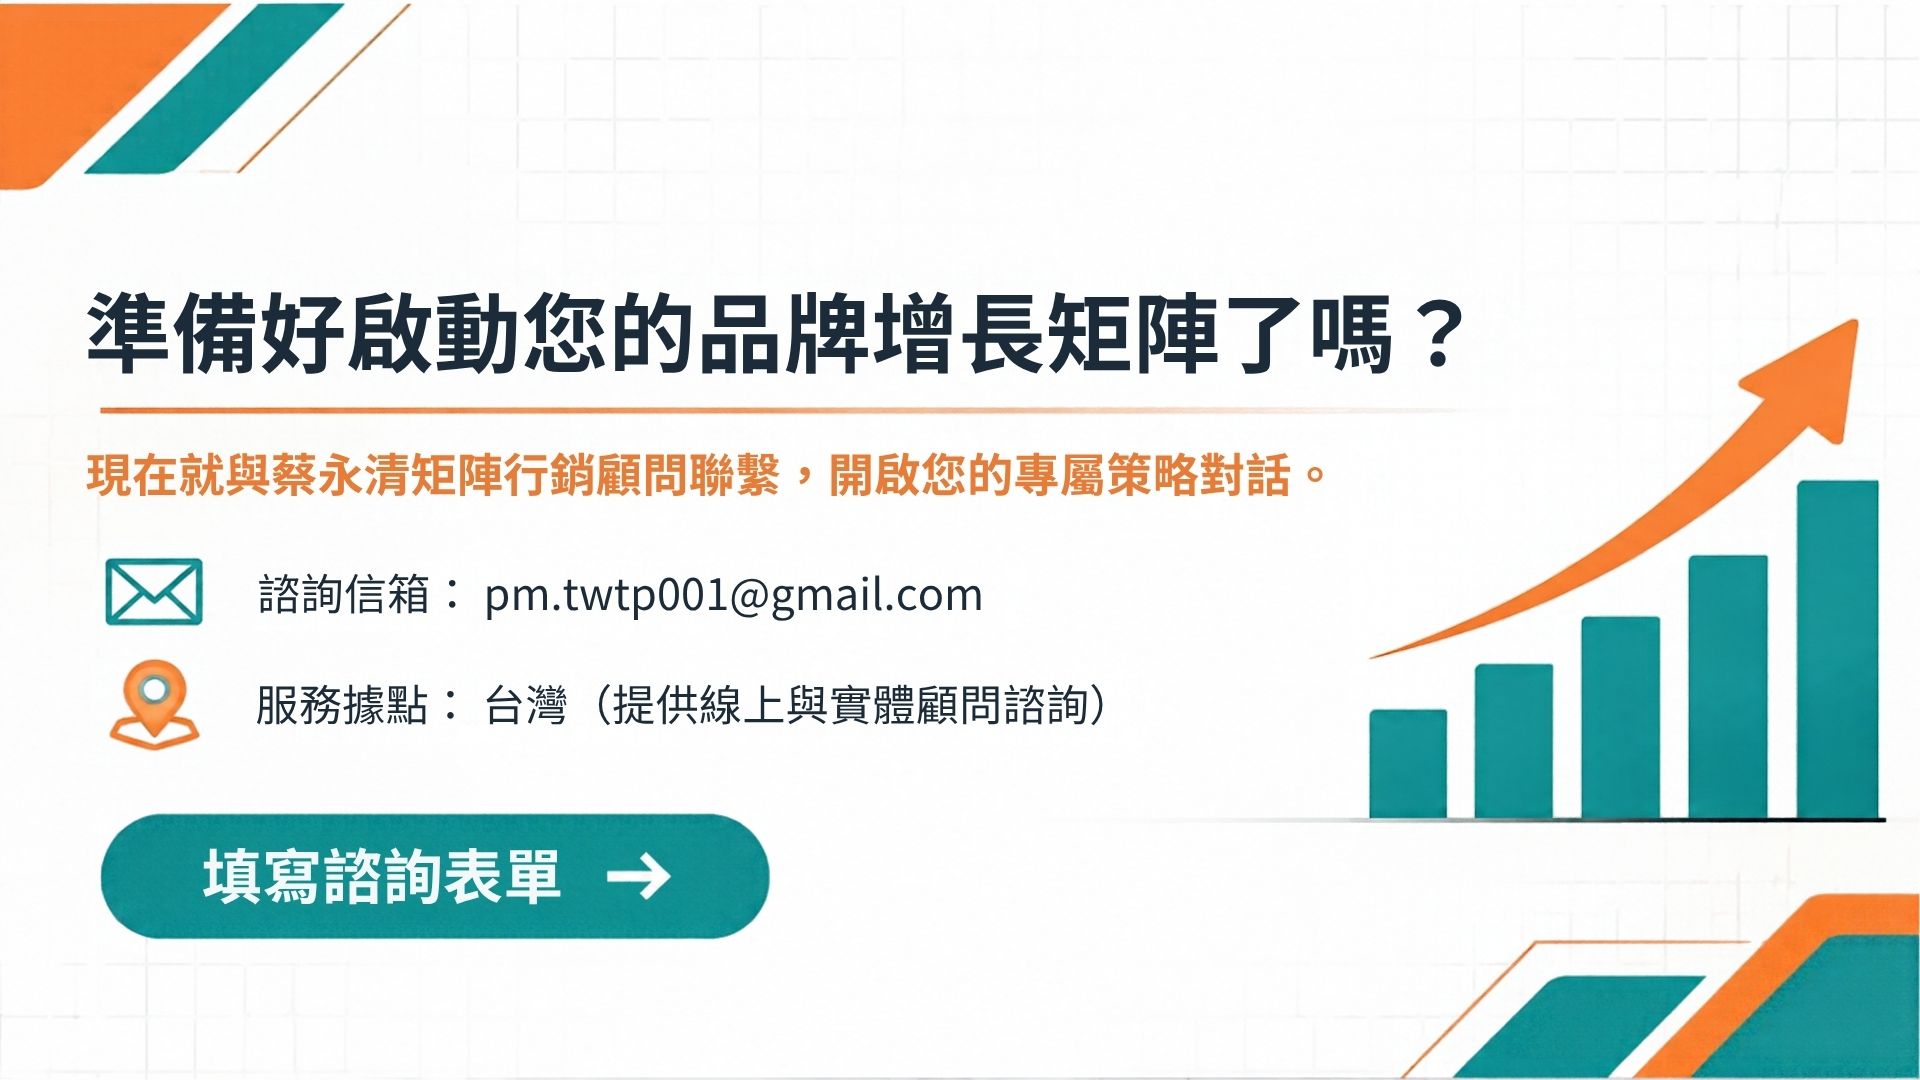 準備好啟動您的品牌增長矩陣了嗎？
現在就與蔡永清矩陣行銷顧問聯繫，開啟您的專屬策略對話。
諮詢信箱： pm.twtp001@gmail.com
服務據點： 台灣（提供線上與實體顧問諮詢）
填寫諮詢表單 →